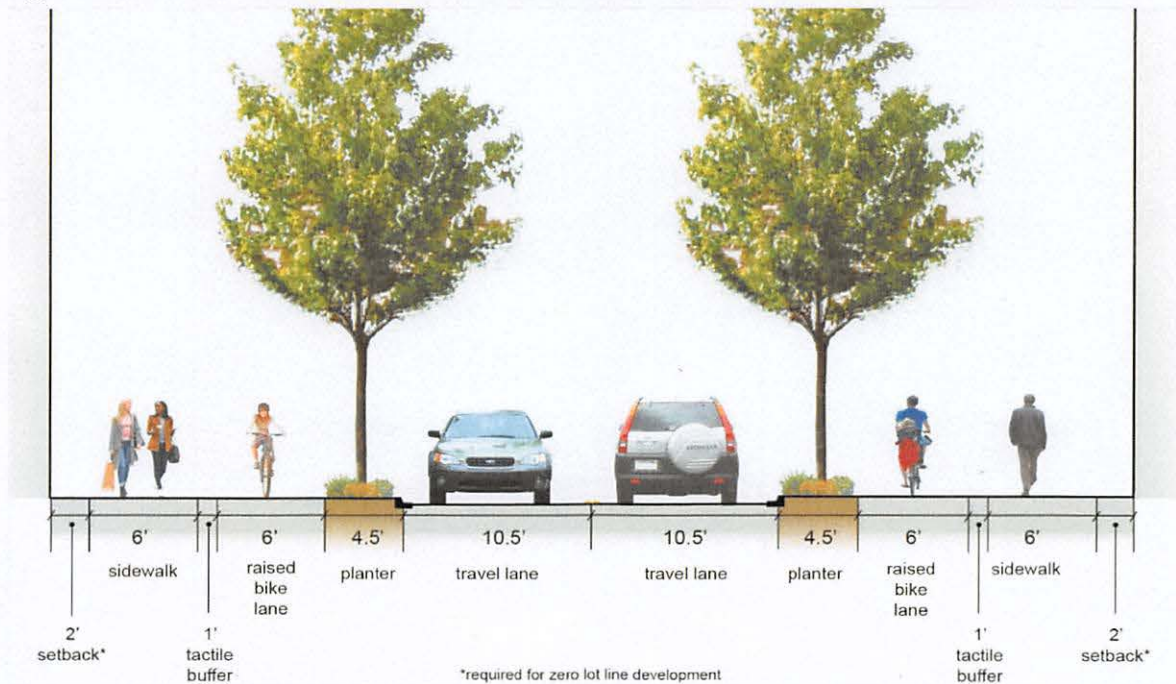 6' 6' 4.5' 10.5' 10.5' 4.5' 6' 6'
sidewalk
raised
bike
lane
planter
travel lane
travel lane
planter
raised
bike
lane
sidewalk
2'
setback*
1'
tactile
buffer
1'
tactile
buffer
2'
setback*
*required for zero lot line development